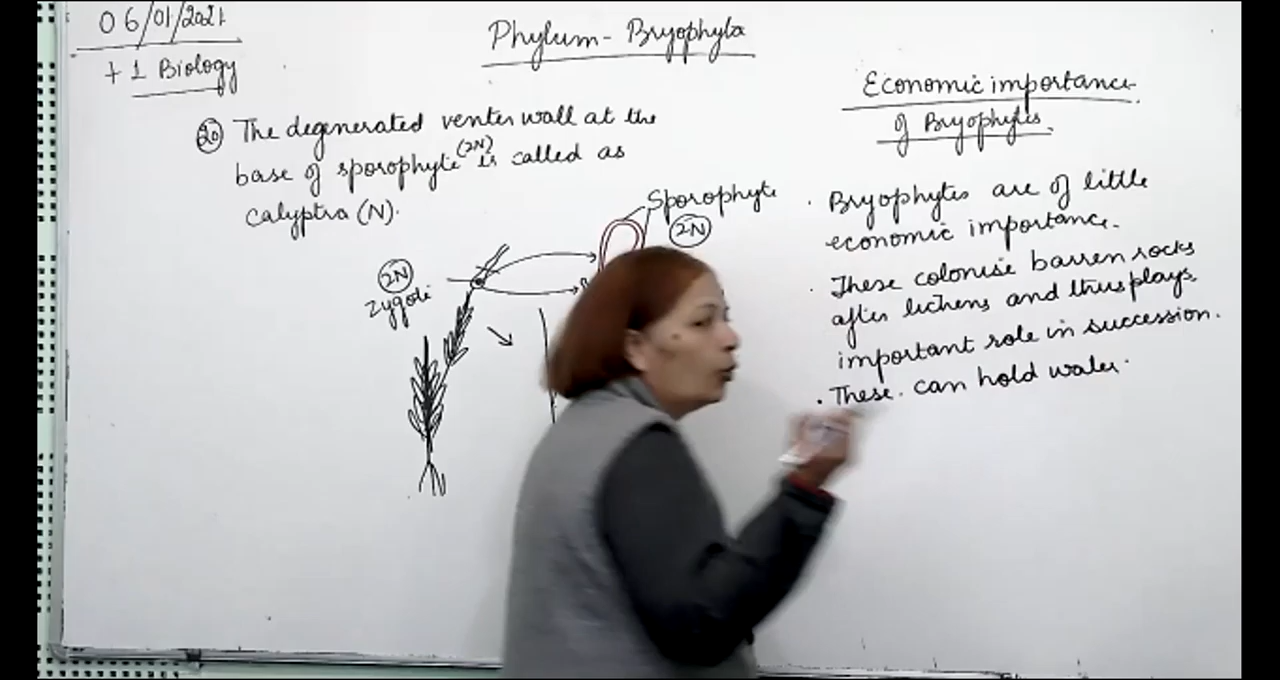 06/01/2021
+1 Biology
Phylum - Bryophyta
20 The degenerated venter wall at the
base of sporophyte (2N) is called as
calyptra (N).
Sporophyte
2N
2N
zygote
Economic importance
of Bryophytes.
. Bryophytes are of little
economic importance.
. These colonise barren rocks
after lichens and thus plays
important role in succession.
. These can hold water.